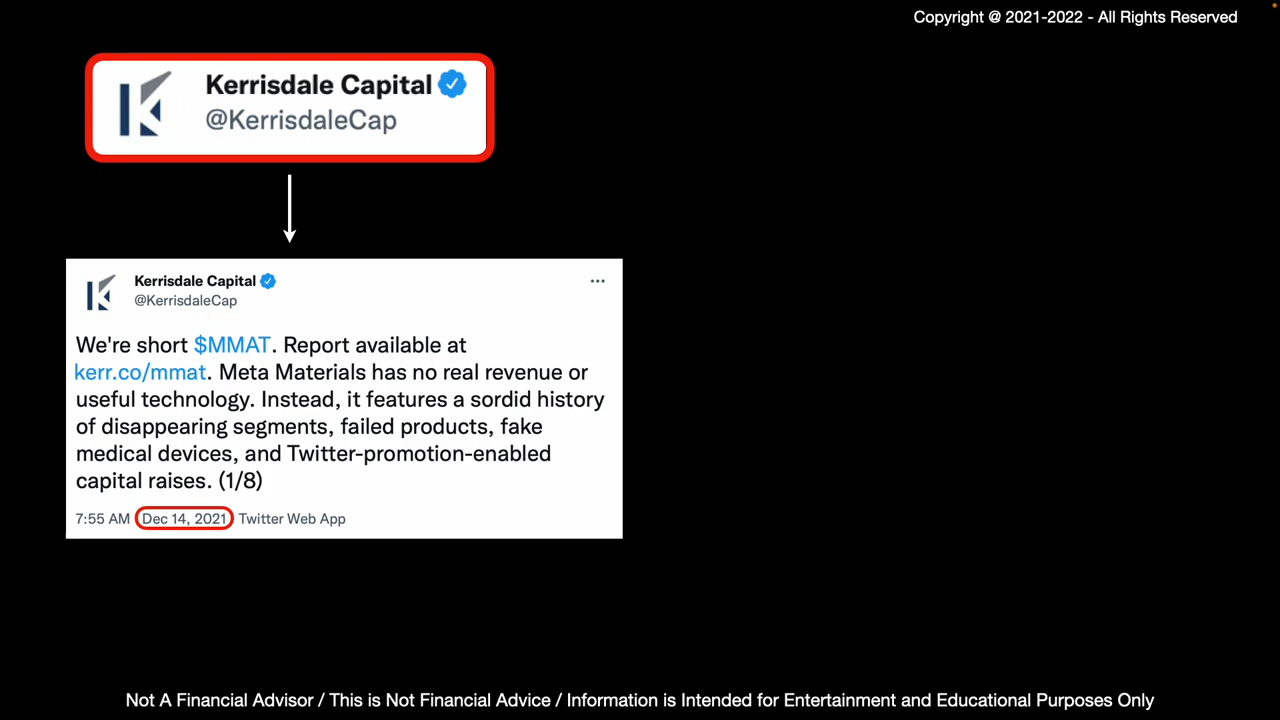 Copyright @ 2021-2022 - All Rights Reserved
Kerrisdale Capital
@KerrisdaleCap
Kerrisdale Capital
@KerrisdaleCap
We're short $MMAT. Report available at
kerr.co/mmat. Meta Materials has no real revenue or
useful technology. Instead, it features a sordid history
of disappearing segments, failed products, fake
medical devices, and Twitter-promotion-enabled
capital raises. (1/8)
7:55 AM Dec 14, 2021 Twitter Web App
Not A Financial Advisor / This is Not Financial Advice / Information is Intended for Entertainment and Educational Purposes Only